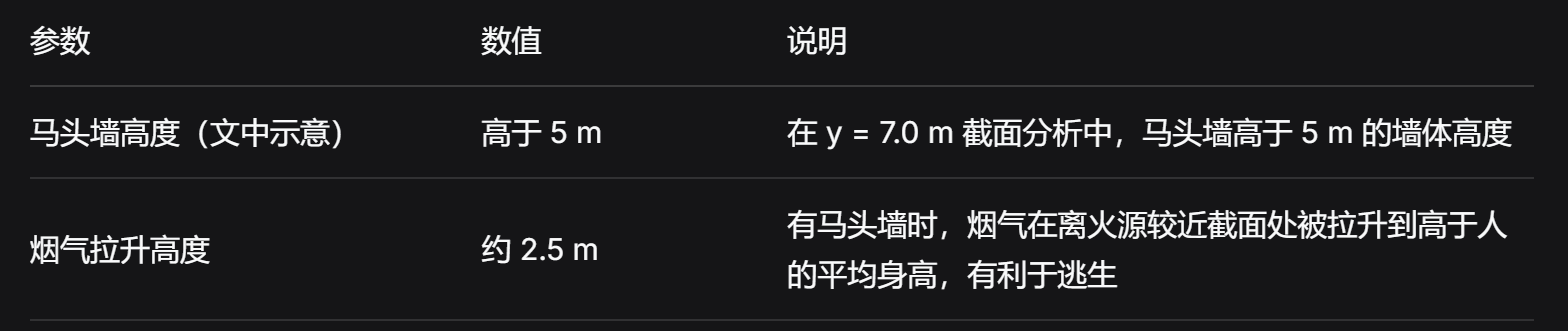 参数 数值 说明
马头墙高度（文中示意） 高于 5 m 在 y = 7.0 m 截面分析中，马头墙高于 5 m 的墙体高度
烟气拉升高度 约 2.5 m 有马头墙时，烟气在离火源较近截面处被拉升到高于人
的平均身高，有利于逃生